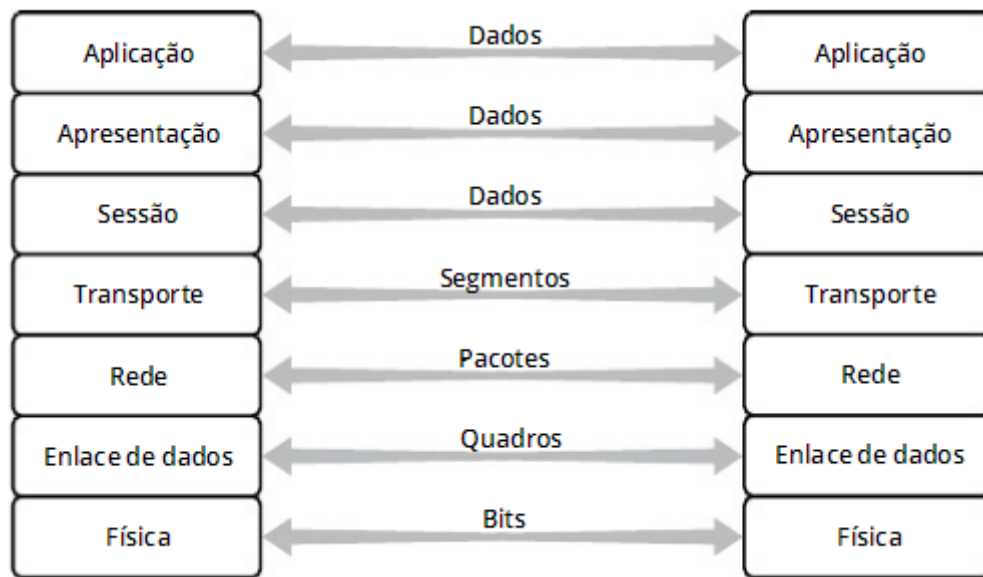 Aplicação Dados Aplicação
Apresentação Dados Apresentação
Sessão Dados Sessão
Transporte Segmentos Transporte
Rede Pacotes Rede
Enlace de dados Quadros Enlace de dados
Física Bits Física